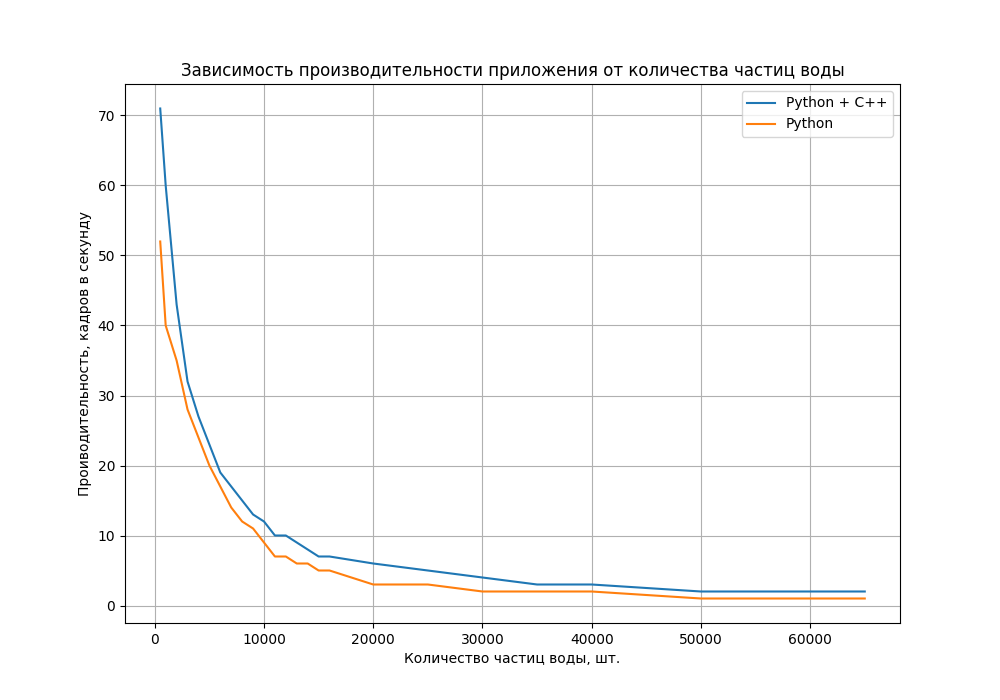 Зависимость производительности приложения от количества частиц воды
Python + C++
Python
Проиводительность, кадров в секунду
70
60
50
40
30
20
10
0
0 10000 20000 30000 40000 50000 60000
Количество частиц воды, шт.